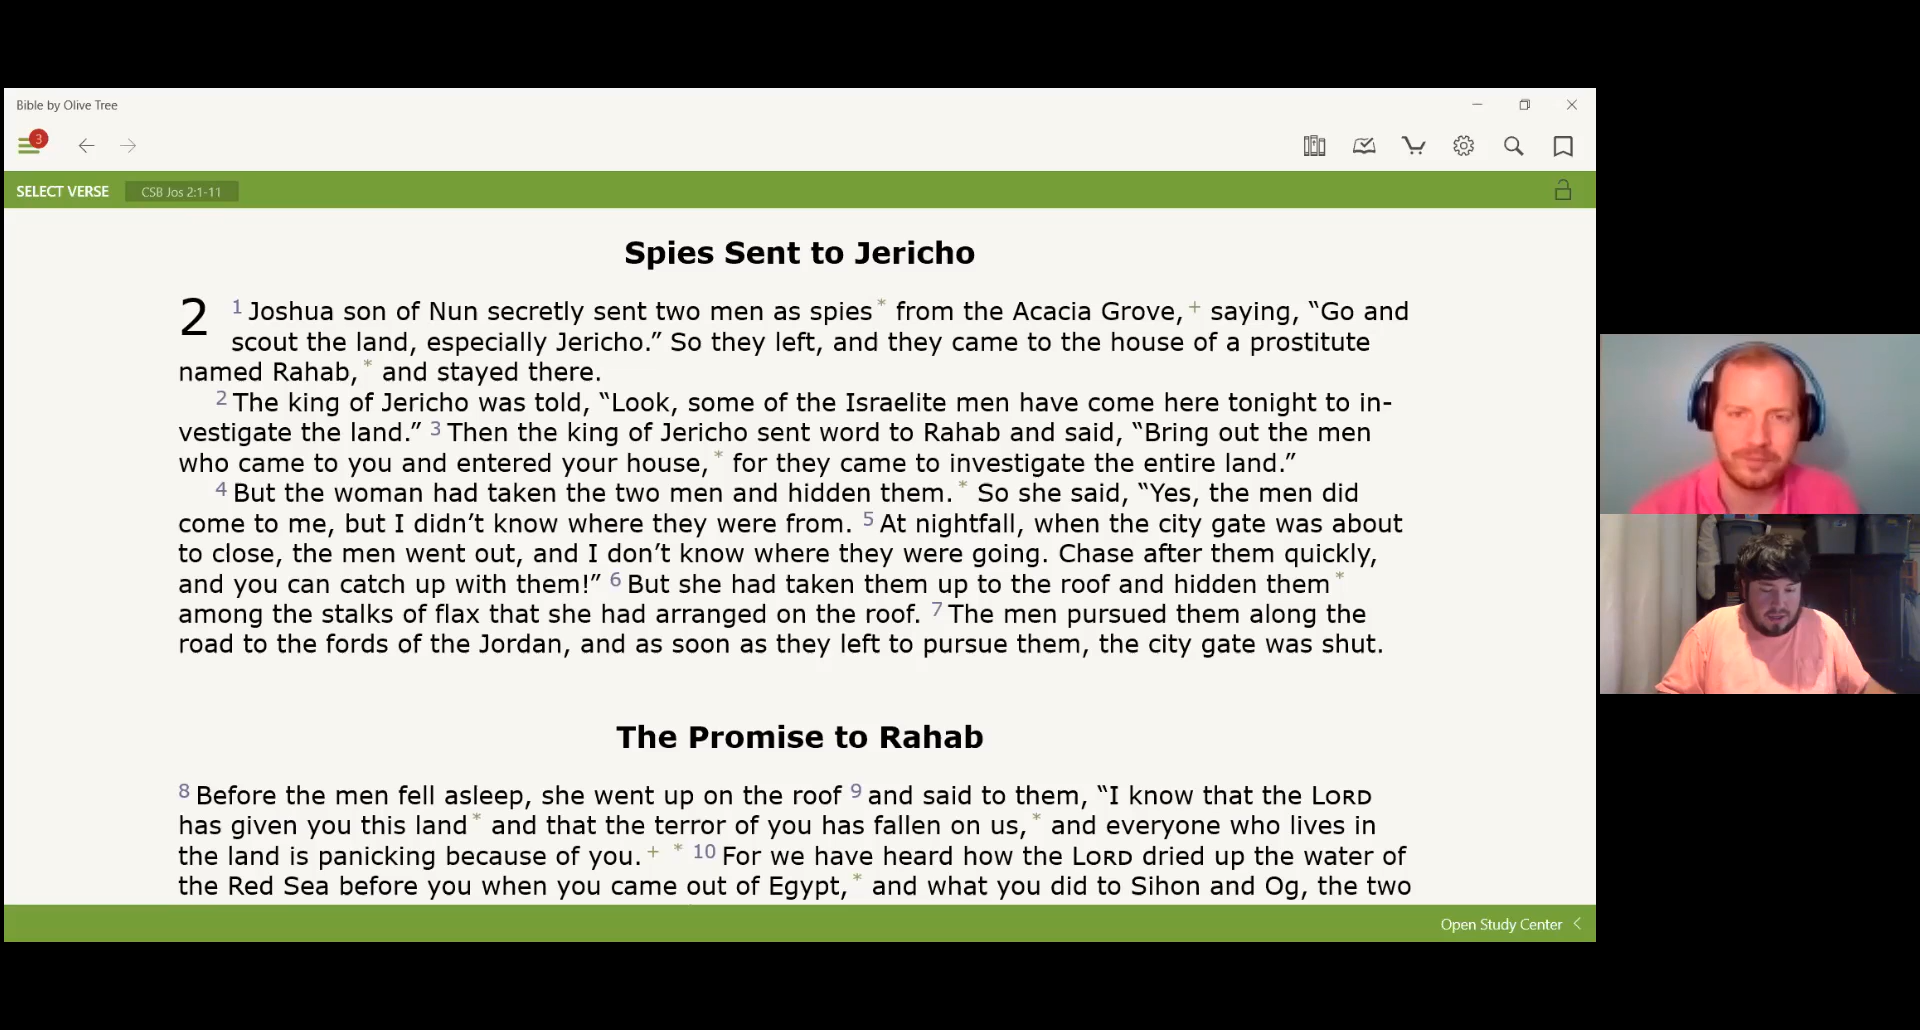 Bible by Olive Tree
3
SELECT VERSE CSB Jos 2:1-11
Spies Sent to Jericho
2 1 Joshua son of Nun secretly sent two men as spies* from the Acacia Grove,+ saying, “Go and
scout the land, especially Jericho.” So they left, and they came to the house of a prostitute
named Rahab,* and stayed there.
2 The king of Jericho was told, “Look, some of the Israelite men have come here tonight to in-
vestigate the land.” 3 Then the king of Jericho sent word to Rahab and said, “Bring out the men
who came to you and entered your house,* for they came to investigate the entire land.”
4 But the woman had taken the two men and hidden them.* So she said, “Yes, the men did
come to me, but I didn’t know where they were from. 5 At nightfall, when the city gate was about
to close, the men went out, and I don’t know where they were going. Chase after them quickly,
and you can catch up with them!” 6 But she had taken them up to the roof and hidden them*
among the stalks of flax that she had arranged on the roof. 7 The men pursued them along the
road to the fords of the Jordan, and as soon as they left to pursue them, the city gate was shut.
The Promise to Rahab
8 Before the men fell asleep, she went up on the roof 9 and said to them, “I know that the LORD
has given you this land* and that the terror of you has fallen on us,* and everyone who lives in
the land is panicking because of you.+ * 10 For we have heard how the LORD dried up the water of
the Red Sea before you when you came out of Egypt,* and what you did to Sihon and Og, the two
Open Study Center